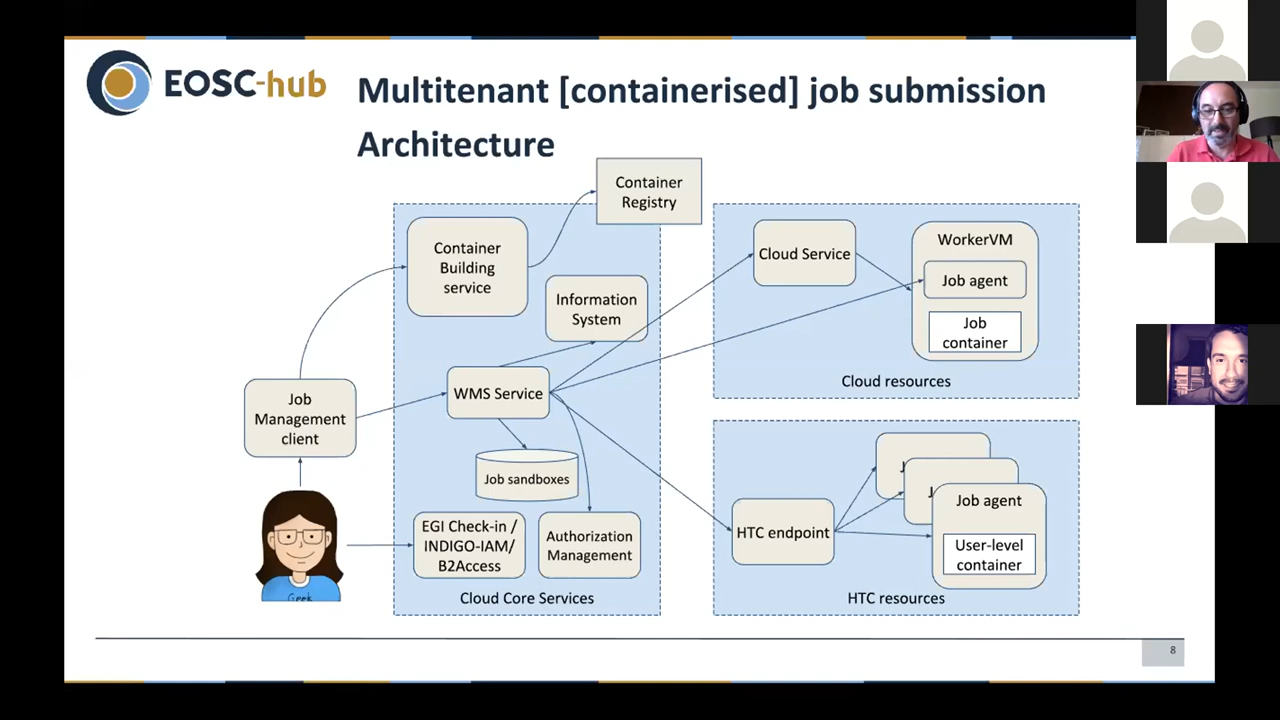 EOSC-hub
Multitenant [containerised] job submission
Architecture
Container
Registry
Container
Building
service
Information
System
Cloud Service
WorkerVM
Job agent
Job
container
Cloud resources
Job
Management
client
WMS Service
Job sandboxes
EGI Check-in /
INDIGO-IAM/
B2Access
Authorization
Management
Cloud Core Services
Geek
HTC endpoint
J
J
Job agent
User-level
container
HTC resources
8